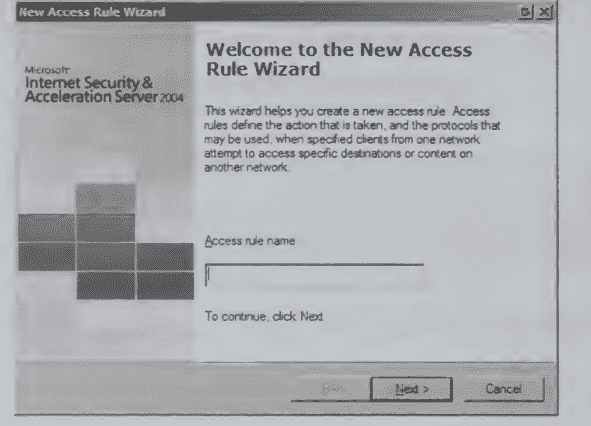 New Access Rule Wizard
Microsoft
Internet Security &
Acceleration Server 2004
Welcome to the New Access
Rule Wizard
This wizard helps you create a new access rule. Access
rules define the action that is taken, and the protocols that
may be used, when specified clients from one network
attempt to access specific destinations or content on
another network.
Access rule name
To continue, click Next
Next >
Cancel